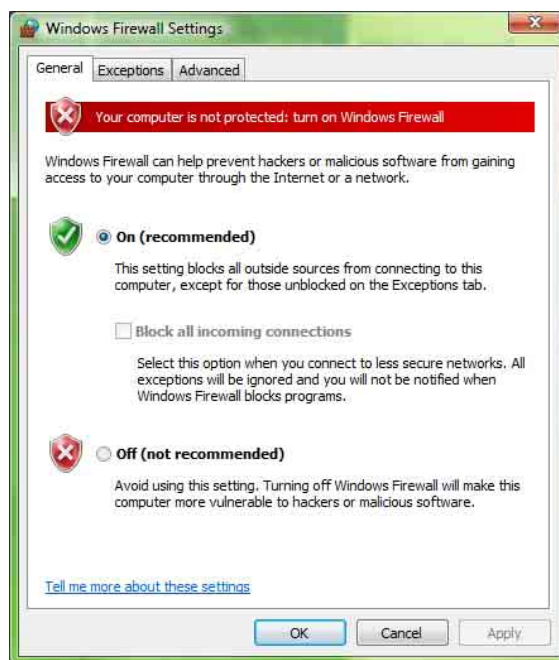 Windows Firewall Settings
General
Exceptions
Advanced
Your computer is not protected: turn on Windows Firewall
Windows Firewall can help prevent hackers or malicious software from gaining
access to your computer through the Internet or a network.
On (recommended)
This setting blocks all outside sources from connecting to this
computer, except for those unblocked on the Exceptions tab.
Block all incoming connections
Select this option when you connect to less secure networks. All
exceptions will be ignored and you will not be notified when
Windows Firewall blocks programs.
Off (not recommended)
Avoid using this setting. Turning off Windows Firewall will make this
computer more vulnerable to hackers or malicious software.
Tell me more about these settings
OK
Cancel
Apply